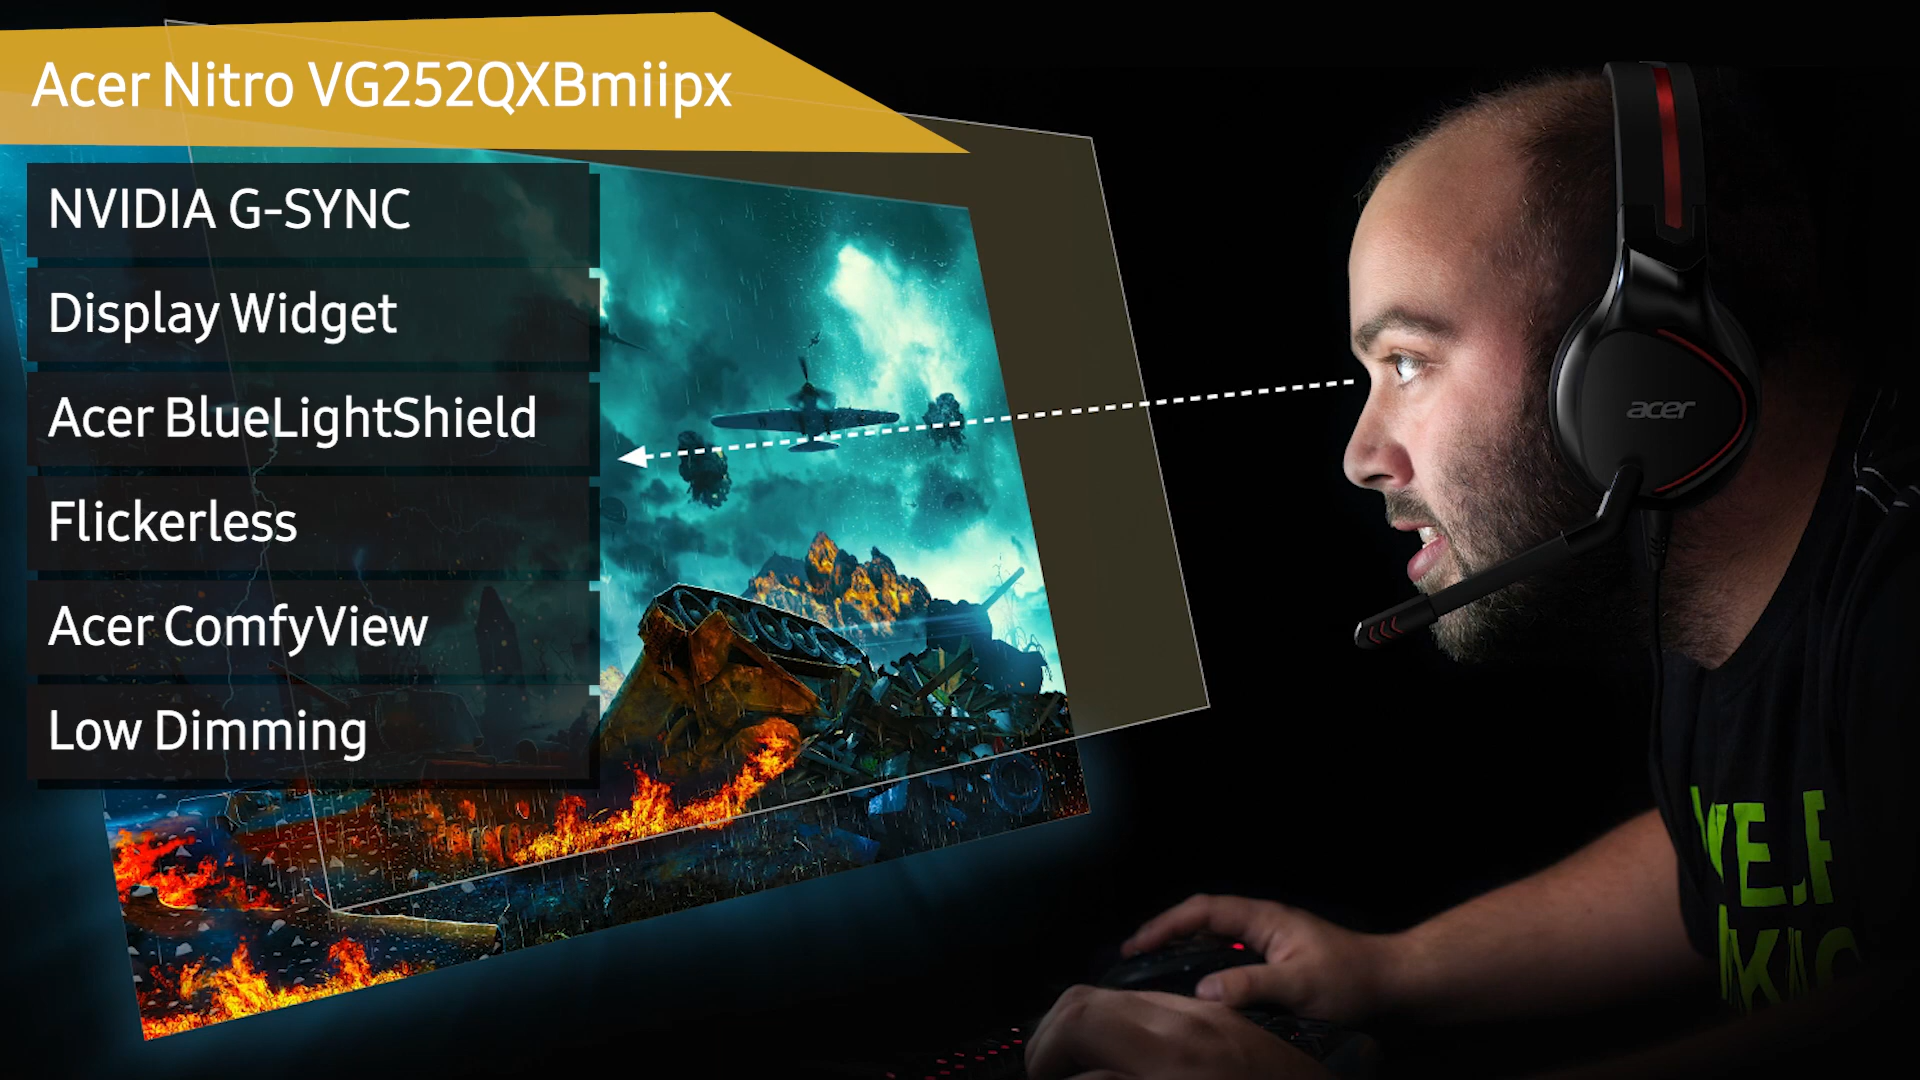 Acer Nitro VG252QXBmiipx
NVIDIA G-SYNC
Display Widget
Acer BlueLightShield
Flickerless
Acer ComfyView
Low Dimming
acer